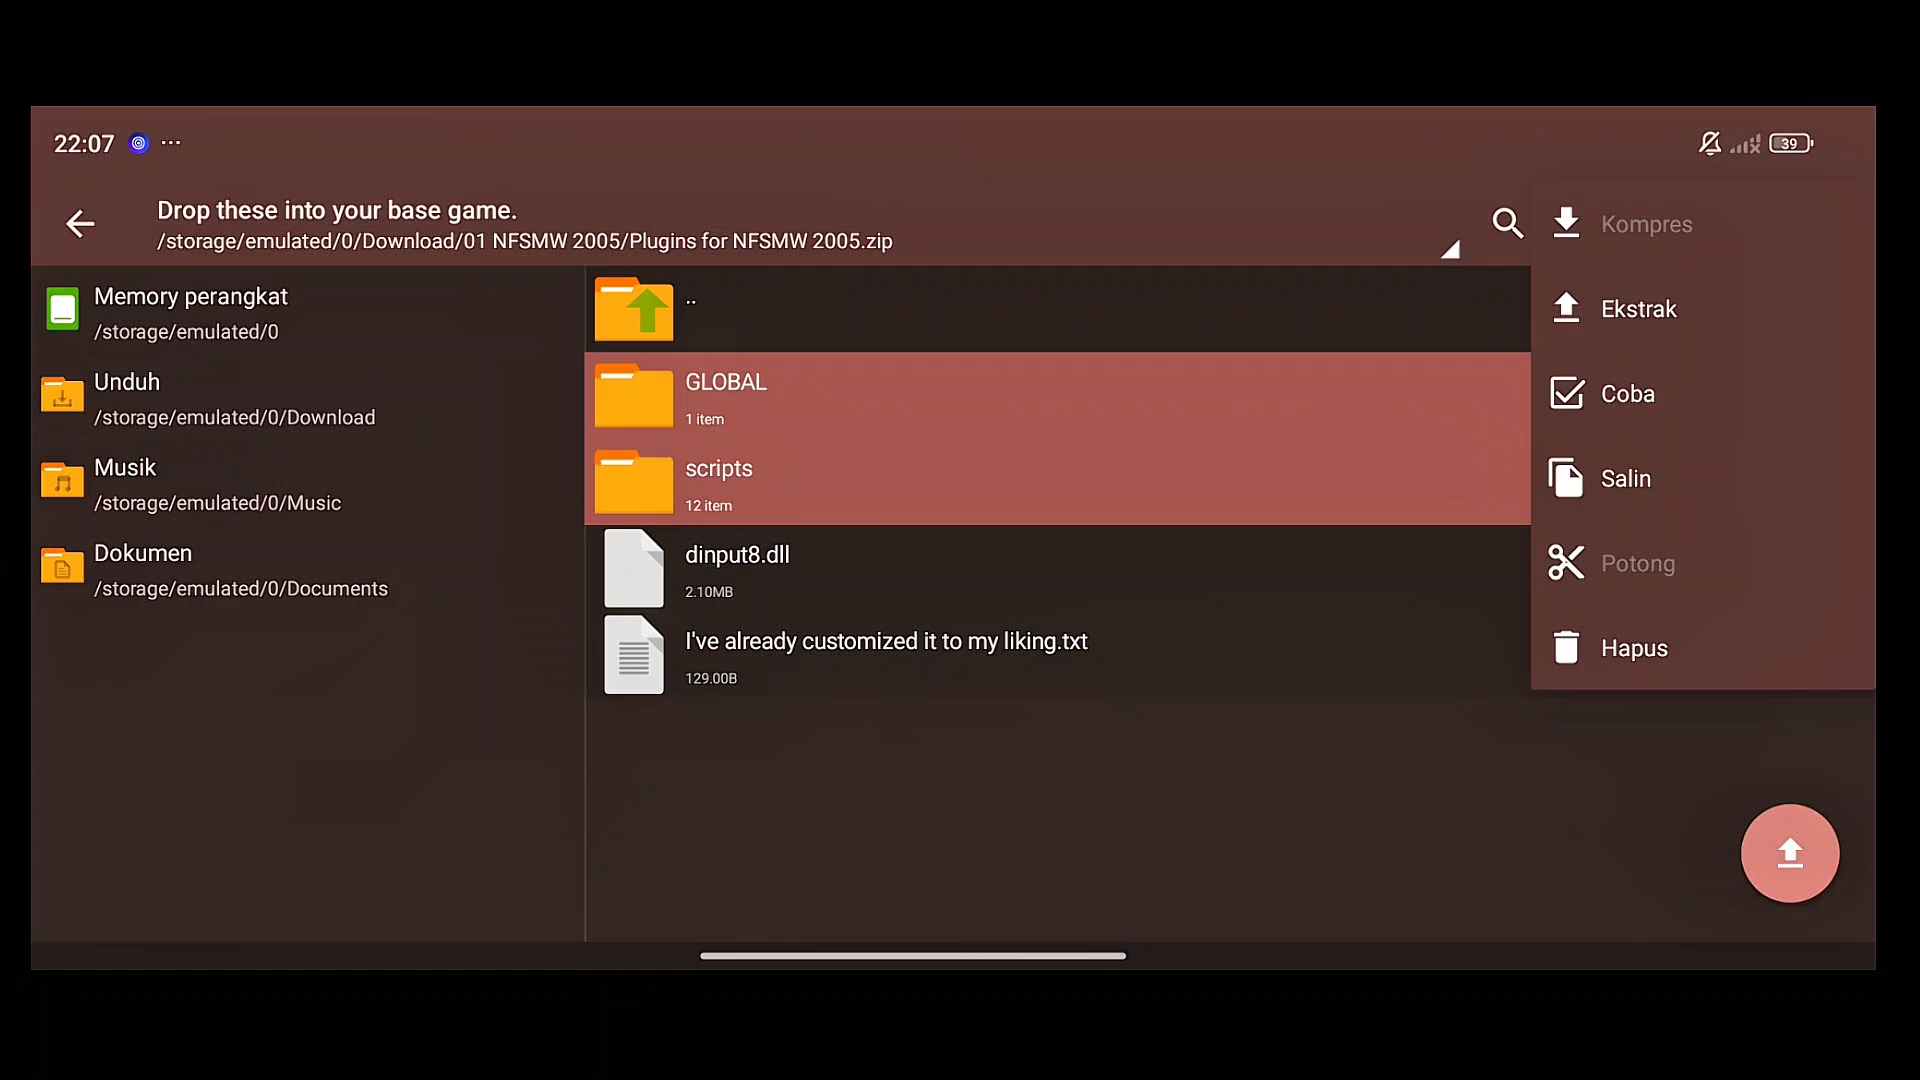 22:07
39
Drop these into your base game.
/storage/emulated/0/Download/01 NFSMW 2005/Plugins for NFSMW 2005.zip
Memory perangkat
/storage/emulated/0
Unduh
/storage/emulated/0/Download
Musik
/storage/emulated/0/Music
Dokumen
/storage/emulated/0/Documents
..
GLOBAL
1 item
scripts
12 item
dinput8.dll
2.10MB
I've already customized it to my liking.txt
129.00B
Kompres
Ekstrak
Coba
Salin
Potong
Hapus